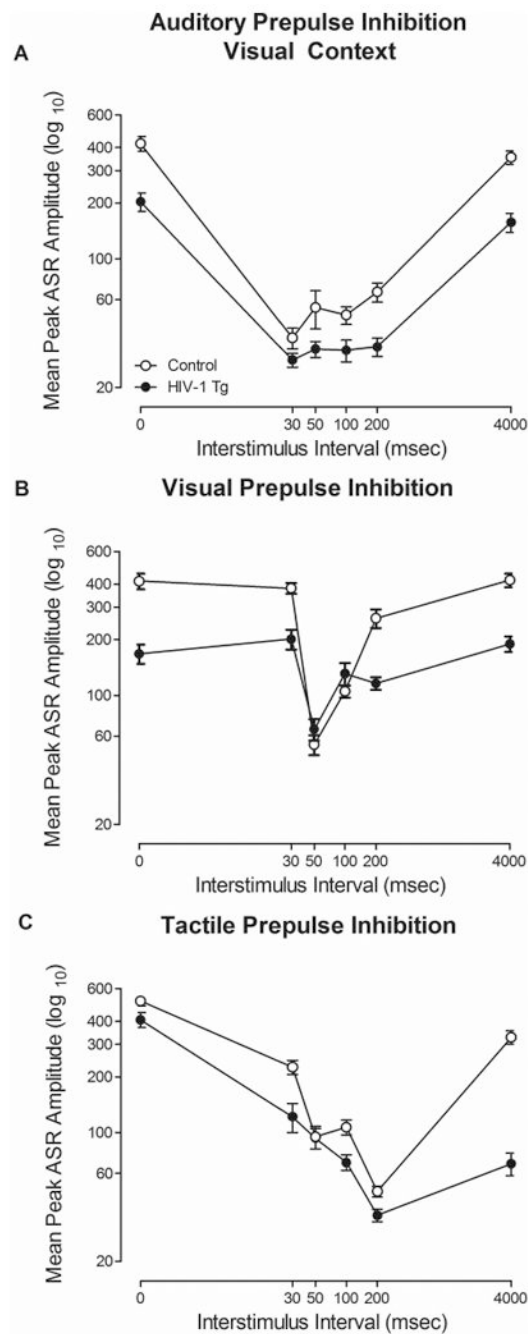 Auditory Prepulse Inhibition
A
Visual Context
Mean Peak ASR Amplitude (log 10)
600
400
300
200
100
60
20
Control
HIV-1 Tg
0 30 50 100 200 4000
Interstimulus Interval (msec)
B
Visual Prepulse Inhibition
Mean Peak ASR Amplitude (log 10)
600
400
300
200
100
60
20
0 30 50 100 200 4000
Interstimulus Interval (msec)
C
Tactile Prepulse Inhibition
Mean Peak ASR Amplitude (log 10)
600
400
300
200
100
60
20
0 30 50 100 200 4000
Interstimulus Interval (msec)